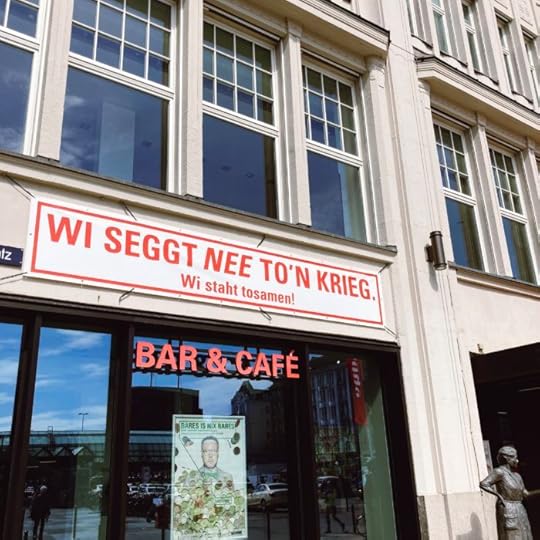 WI SEGGT NEE TO'N KRIEG.
Wi staht tosamen!
BAR & CAFÉ
BARES IS NIX RARES